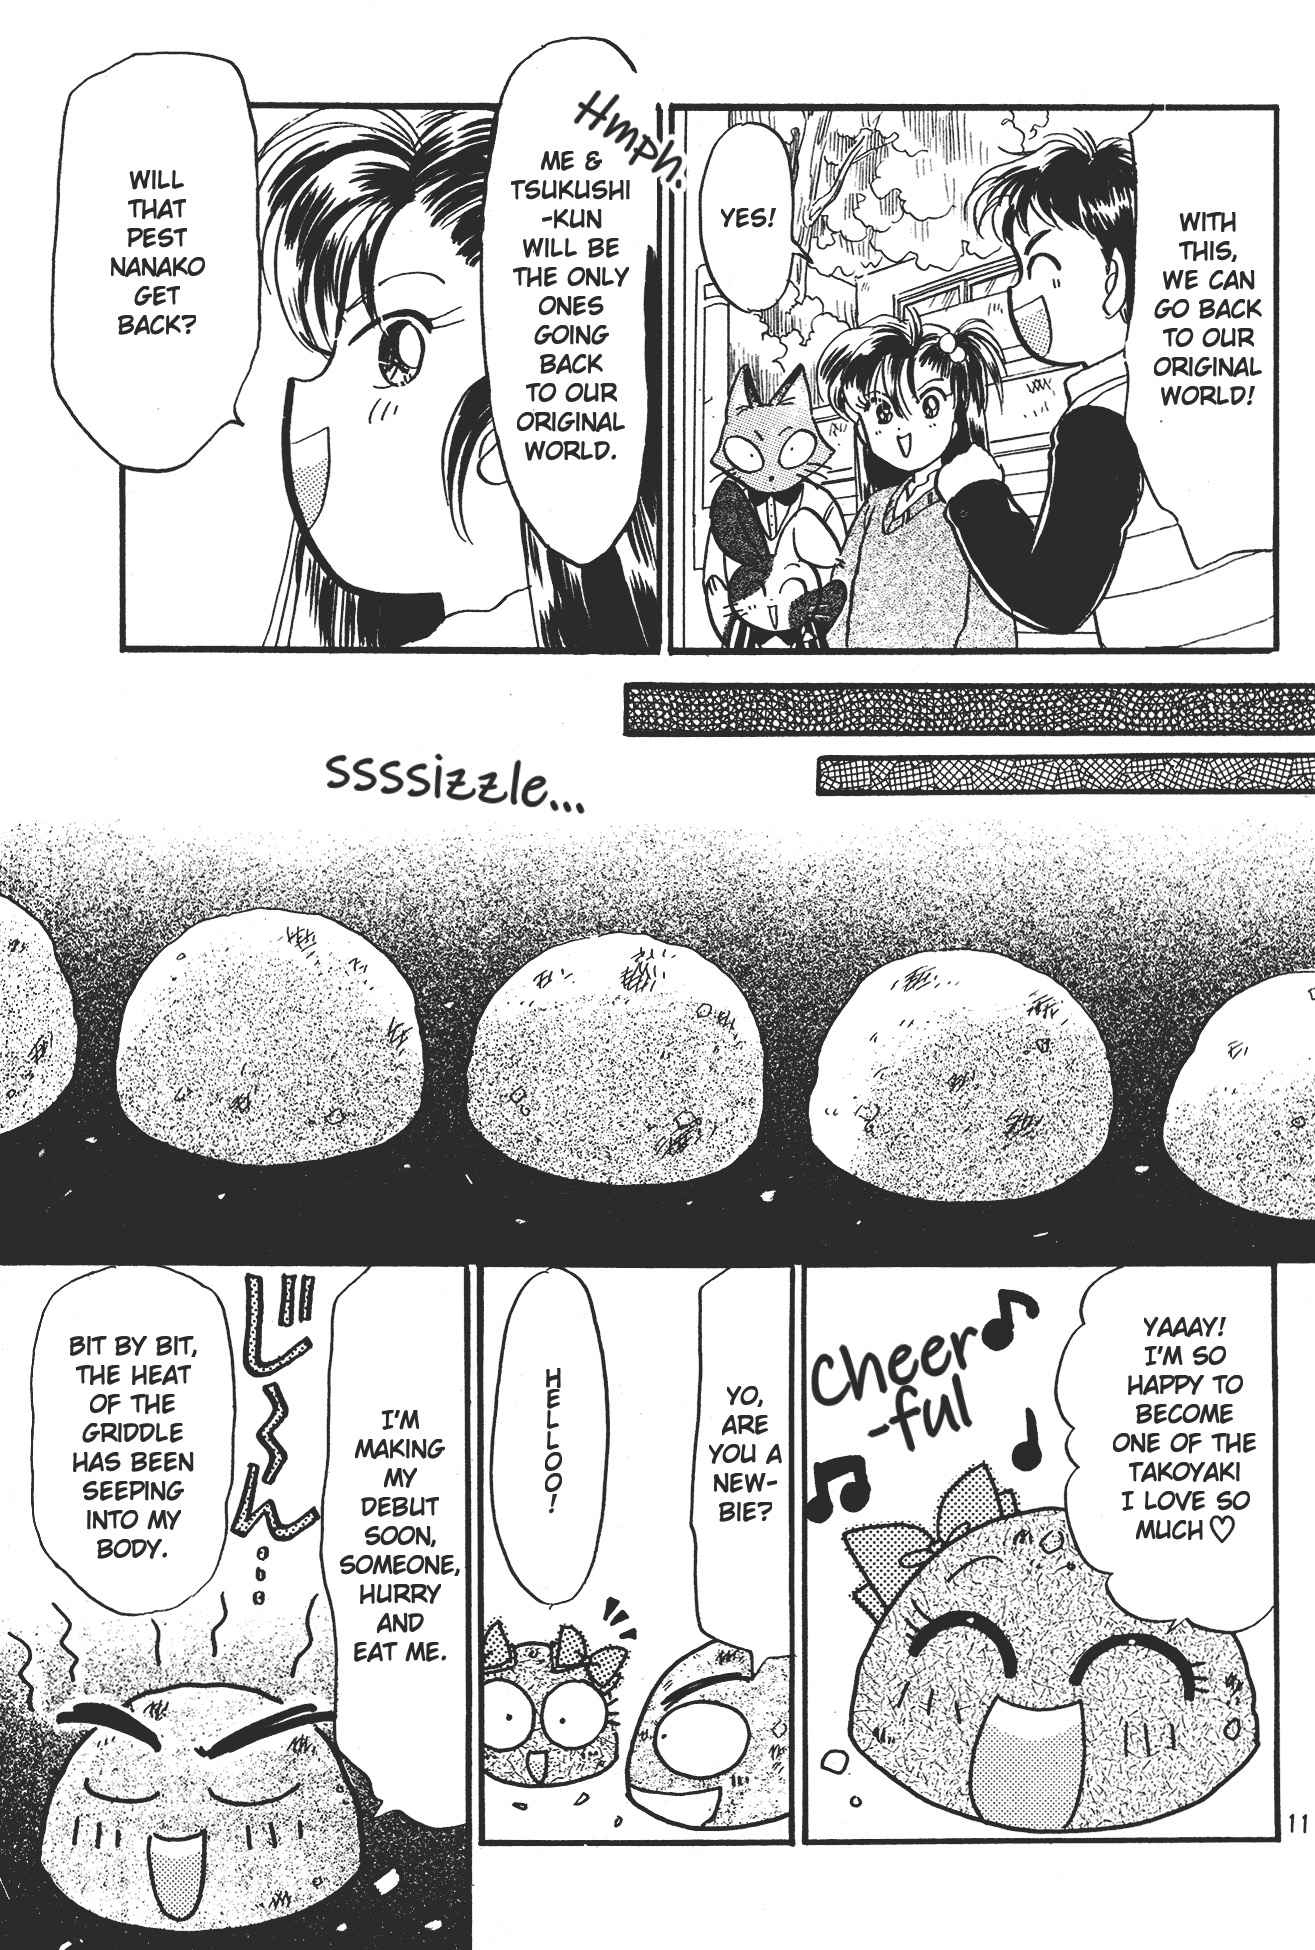 WITH
THIS,
WE CAN
GO BACK
TO OUR
ORIGINAL
WORLD!
YES!
Hmph.
ME &
TSUKUSHI
-KUN
WILL BE
THE ONLY
ONES
GOING
BACK
TO OUR
ORIGINAL
WORLD.
WILL
THAT
PEST
NANAKO
GET
BACK?
ssssizzle...
YAAAY!
I'M SO
HAPPY TO
BECOME
ONE OF THE
TAKOYAKI
I LOVE SO
MUCH♡
Cheer
-ful
YO,
ARE
YOU A
NEW-
BIE?
HELLOO!
I'M
MAKING
MY
DEBUT
SOON,
SOMEONE,
HURRY
AND
EAT ME.
じーん…
BIT BY BIT,
THE HEAT
OF THE
GRIDDLE
HAS BEEN
SEEPING
INTO MY
BODY.
11